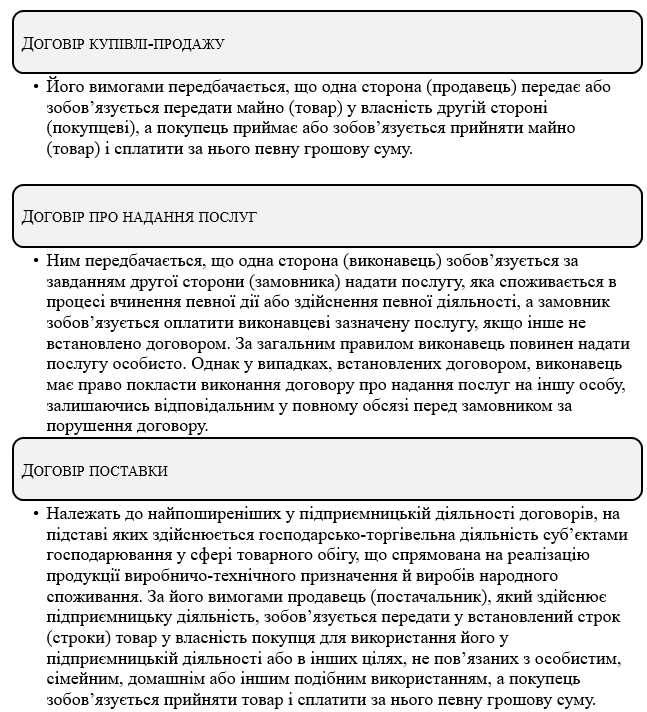 Договір купівлі-продажу
• Його вимогами передбачається, що одна сторона (продавець) передає або
зобов’язується передати майно (товар) у власність другій стороні
(покупцеві), а покупець приймає або зобов’язується прийняти майно
(товар) і сплатити за нього певну грошову суму.
Договір про надання послуг
• Ним передбачається, що одна сторона (виконавець) зобов’язується за
завданням другої сторони (замовника) надати послугу, яка споживається в
процесі вчинення певної дії або здійснення певної діяльності, а замовник
зобов’язується оплатити виконавцеві зазначену послугу, якщо інше не
встановлено договором. За загальним правилом виконавець повинен надати
послугу особисто. Однак у випадках, встановлених договором, виконавець
має право покласти виконання договору про надання послуг на іншу особу,
залишаючись відповідальним у повному обсязі перед замовником за
порушення договору.
Договір поставки
• Належать до найпоширеніших у підприємницькій діяльності договорів, на
підставі яких здійснюється господарсько-торгівельна діяльність суб’єктами
господарювання у сфері товарного обігу, що спрямована на реалізацію
продукції виробничо-технічного призначення й виробів народного
споживання. За його вимогами продавець (постачальник), який здійснює
підприємницьку діяльність, зобов’язується передати у встановлений строк
(строки) товар у власність покупця для використання його у
підприємницькій діяльності або в інших цілях, не пов’язаних з особистим,
сімейним, домашнім або іншим подібним використанням, а покупець
зобов’язується прийняти товар і сплатити за нього певну грошову суму.